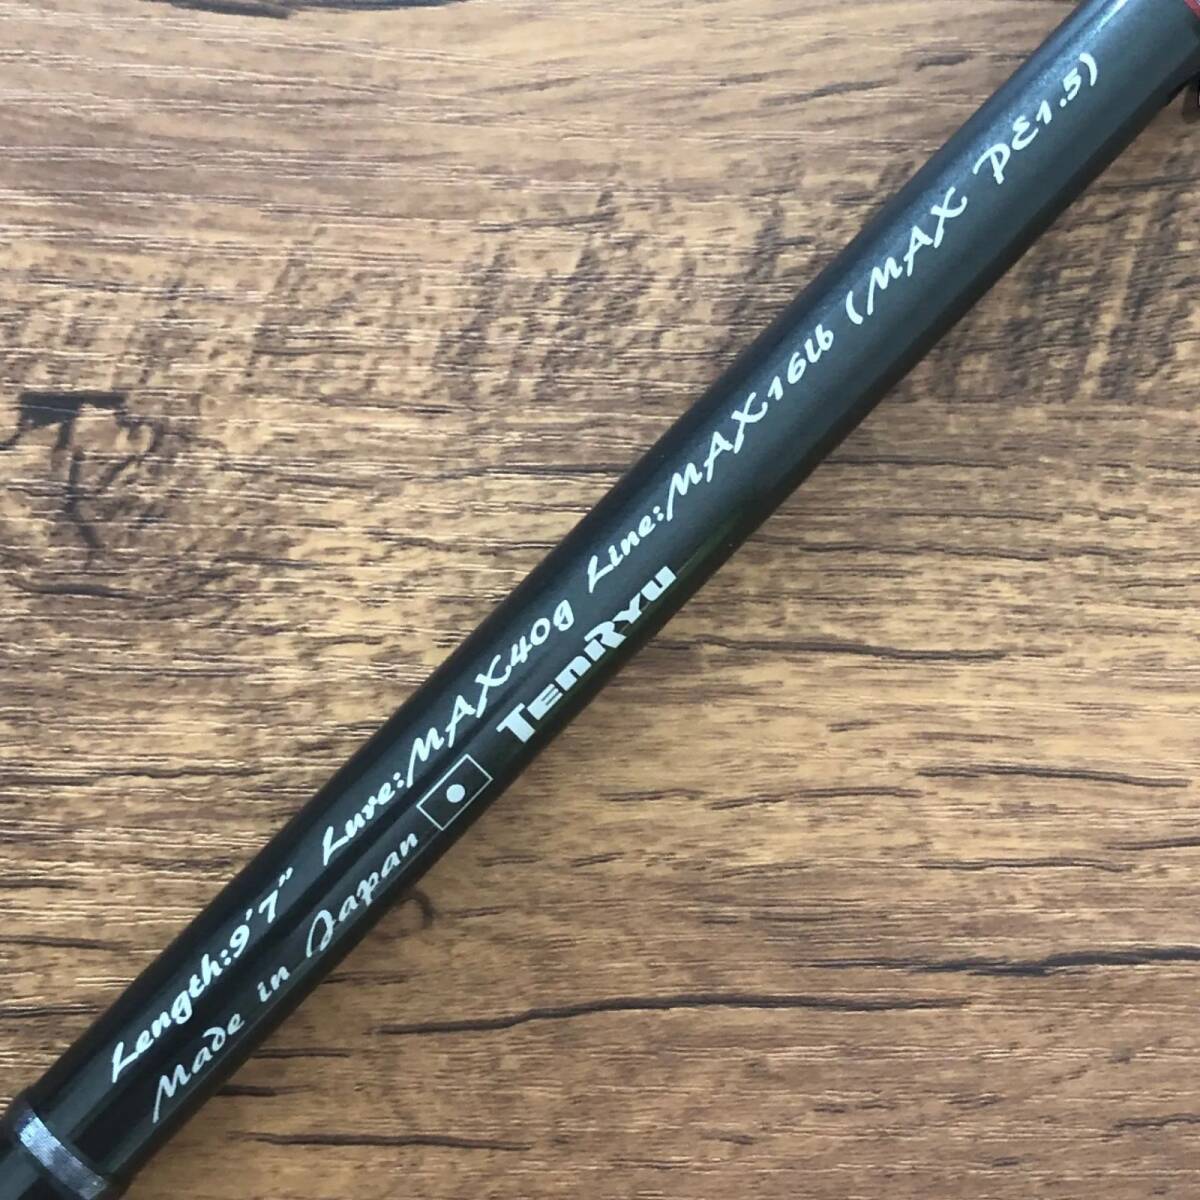 Length:9'7" Lure:MAX40g Line:MAX16lb (MAX PE1.5)
Made in Japan TENRYU